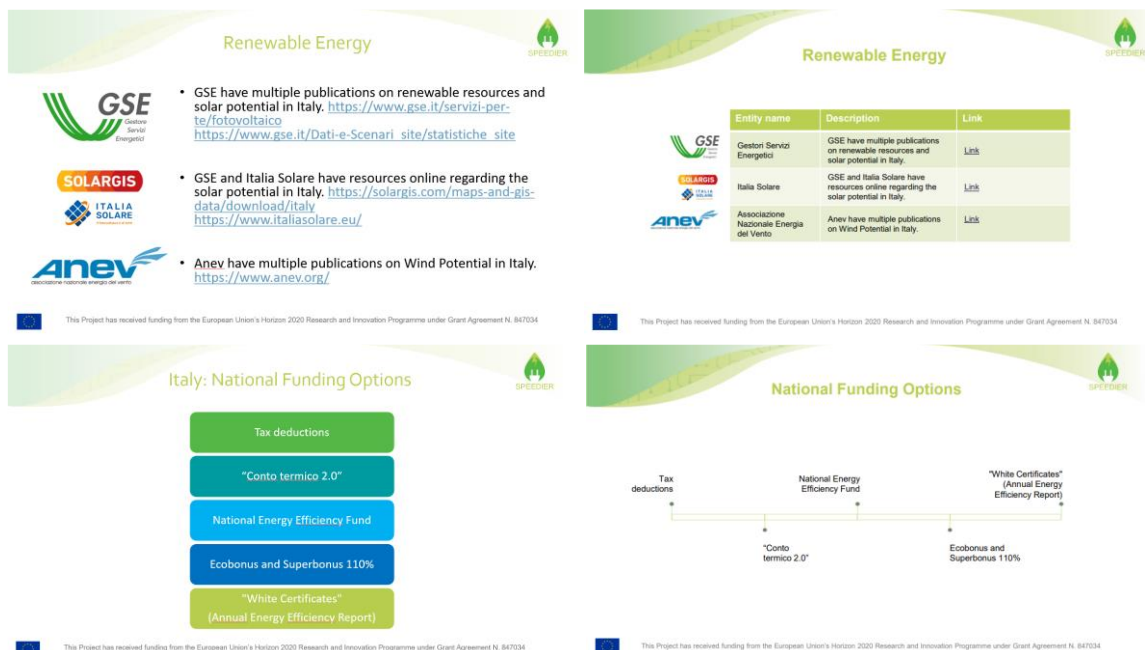 Renewable Energy
SPEEDIER
GSE
Gestore
Servizi
Energetici
• GSE have multiple publications on renewable resources and
solar potential in Italy. https://www.gse.it/servizi-per-
te/fotovoltaico
https://www.gse.it/Dati-e-Scenari_site/statistiche_site
SOLARGIS
ITALIA
SOLARE
• GSE and Italia Solare have resources online regarding the
solar potential in Italy. https://solargis.com/maps-and-gis-
data/download/italy
https://www.italiasolare.eu/
Anev
associazione nazionale energia del vento
• Anev have multiple publications on Wind Potential in Italy.
https://www.anev.org/
This Project has received funding from the European Union's Horizon 2020 Research and Innovation Programme under Grant Agreement N. 847034
Renewable Energy
SPEEDIER
Entity name Description Link
GSE
Gestori Servizi
Energetici
GSE have multiple publications
on renewable resources and
solar potential in Italy.
Link
SOLARGIS
ITALIA
SOLARE
Italia Solare
GSE and Italia Solare have
resources online regarding the
solar potential in Italy.
Link
Anev
Associazione
Nazionale Energia
del Vento
Anev have multiple publications
on Wind Potential in Italy.
Link
This Project has received funding from the European Union's Horizon 2020 Research and Innovation Programme under Grant Agreement N. 847034
Italy: National Funding Options
SPEEDIER
Tax deductions
"Conto termico 2.0"
National Energy Efficiency Fund
Ecobonus and Superbonus 110%
"White Certificates"
(Annual Energy Efficiency Report)
This Project has received funding from the European Union's Horizon 2020 Research and Innovation Programme under Grant Agreement N. 847034
National Funding Options
SPEEDIER
Tax
deductions
"Conto
termico 2.0"
National Energy
Efficiency Fund
Ecobonus and
Superbonus 110%
"White Certificates"
(Annual Energy
Efficiency Report)
This Project has received funding from the European Union's Horizon 2020 Research and Innovation Programme under Grant Agreement N. 847034